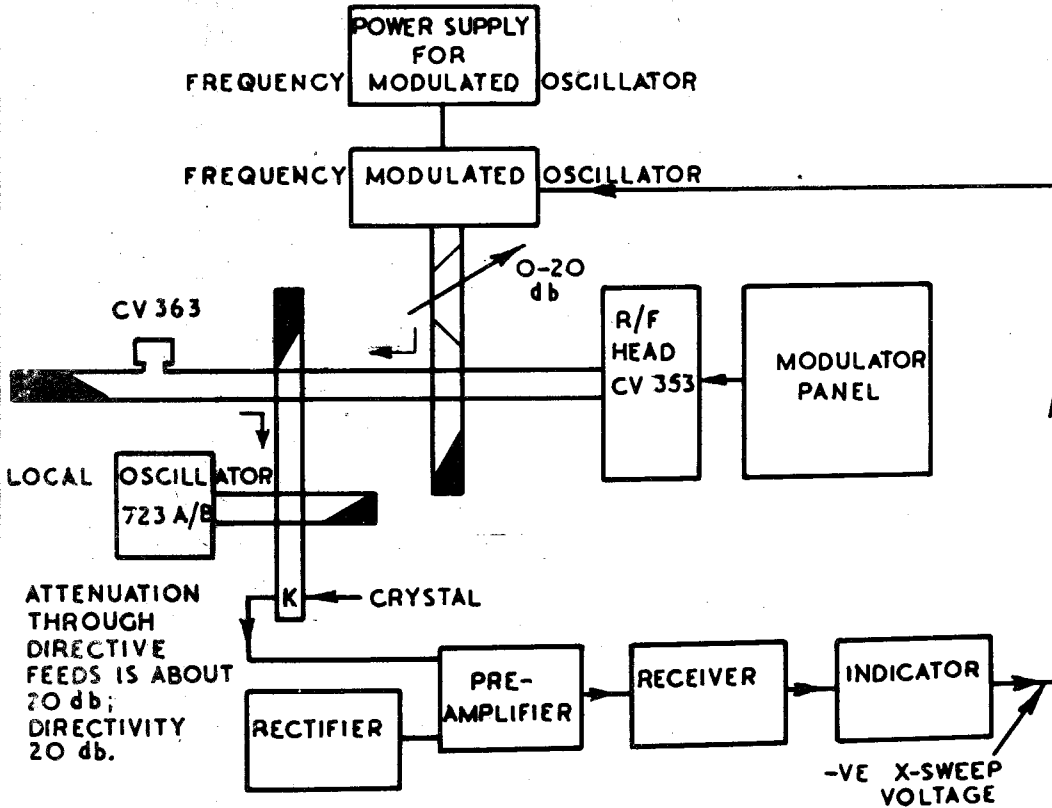 POWER SUPPLY
FOR
FREQUENCY MODULATED OSCILLATOR
FREQUENCY MODULATED OSCILLATOR
0-20
db
CV 363
R/F
HEAD
CV 353
MODULATOR
PANEL
LOCAL OSCILLATOR
723 A/B
K
CRYSTAL
ATTENUATION
THROUGH
DIRECTIVE
FEEDS IS ABOUT
20 db;
DIRECTIVITY
20 db.
RECTIFIER
PRE-
AMPLIFIER
RECEIVER
INDICATOR
-VE X-SWEEP
VOLTAGE